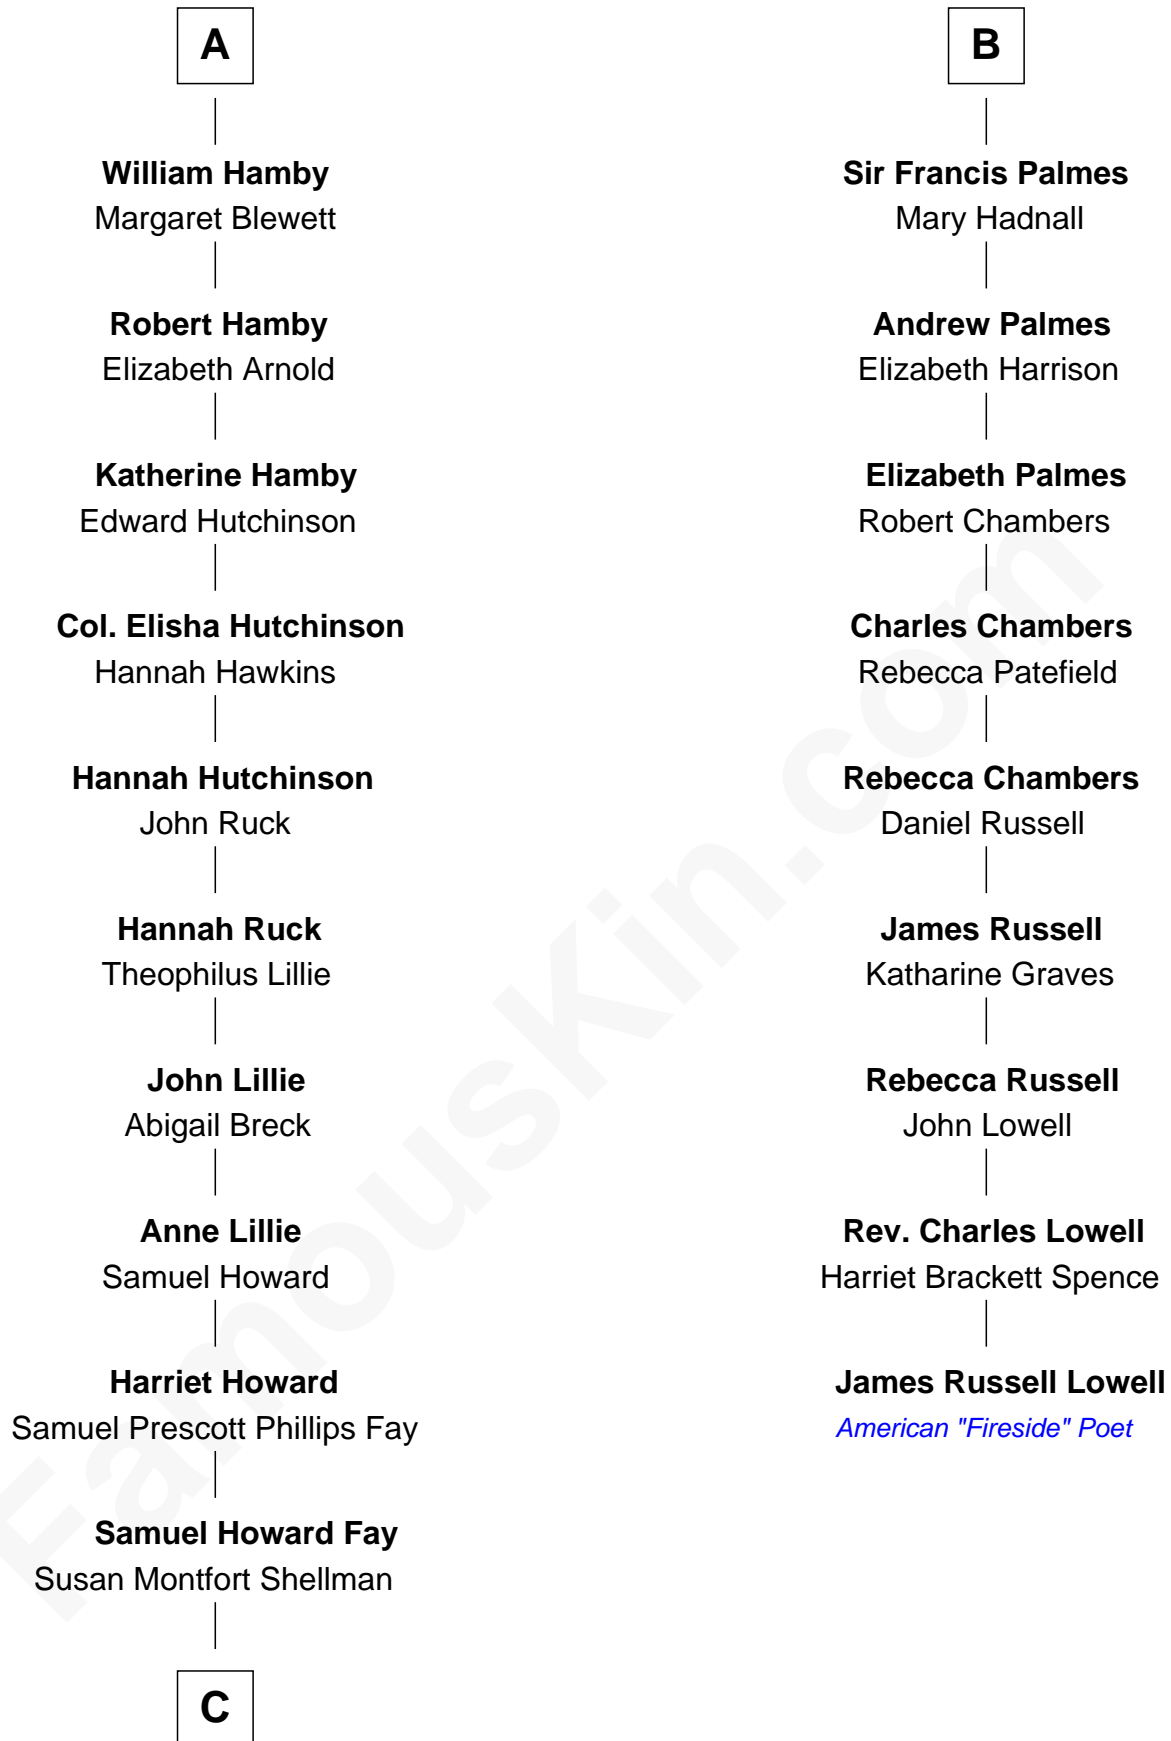 A
William Hamby
Margaret Blewett
Robert Hamby
Elizabeth Arnold
Katherine Hamby
Edward Hutchinson
Col. Elisha Hutchinson
Hannah Hawkins
Hannah Hutchinson
John Ruck
Hannah Ruck
Theophilus Lillie
John Lillie
Abigail Breck
Anne Lillie
Samuel Howard
Harriet Howard
Samuel Prescott Phillips Fay
Samuel Howard Fay
Susan Montfort Shellman
C
B
Sir Francis Palmes
Mary Hadnall
Andrew Palmes
Elizabeth Harrison
Elizabeth Palmes
Robert Chambers
Charles Chambers
Rebecca Patefield
Rebecca Chambers
Daniel Russell
James Russell
Katharine Graves
Rebecca Russell
John Lowell
Rev. Charles Lowell
Harriet Brackett Spence
James Russell Lowell
American "Fireside" Poet
FamousKin.com